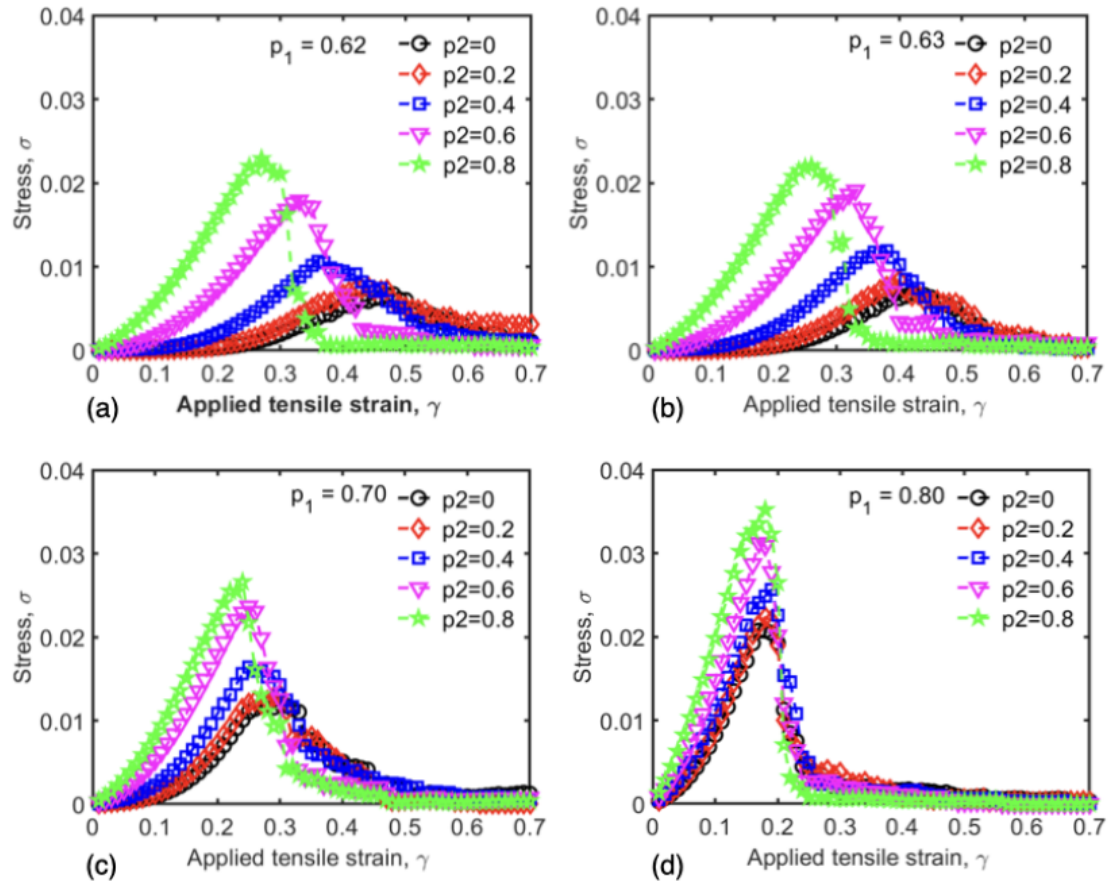 0.04
0.03
0.02
0.01
0
Stress, σ
p1 = 0.62
p2=0
p2=0.2
p2=0.4
p2=0.6
p2=0.8
0 0.1 0.2 0.3 0.4 0.5 0.6 0.7
(a) Applied tensile strain, γ
0.04
0.03
0.02
0.01
0
Stress, σ
p1 = 0.63
p2=0
p2=0.2
p2=0.4
p2=0.6
p2=0.8
0 0.1 0.2 0.3 0.4 0.5 0.6 0.7
(b) Applied tensile strain, γ
0.04
0.03
0.02
0.01
0
Stress, σ
p1 = 0.70
p2=0
p2=0.2
p2=0.4
p2=0.6
p2=0.8
0 0.1 0.2 0.3 0.4 0.5 0.6 0.7
(c) Applied tensile strain, γ
0.04
0.03
0.02
0.01
0
Stress, σ
p1 = 0.80
p2=0
p2=0.2
p2=0.4
p2=0.6
p2=0.8
0 0.1 0.2 0.3 0.4 0.5 0.6 0.7
(d) Applied tensile strain, γ